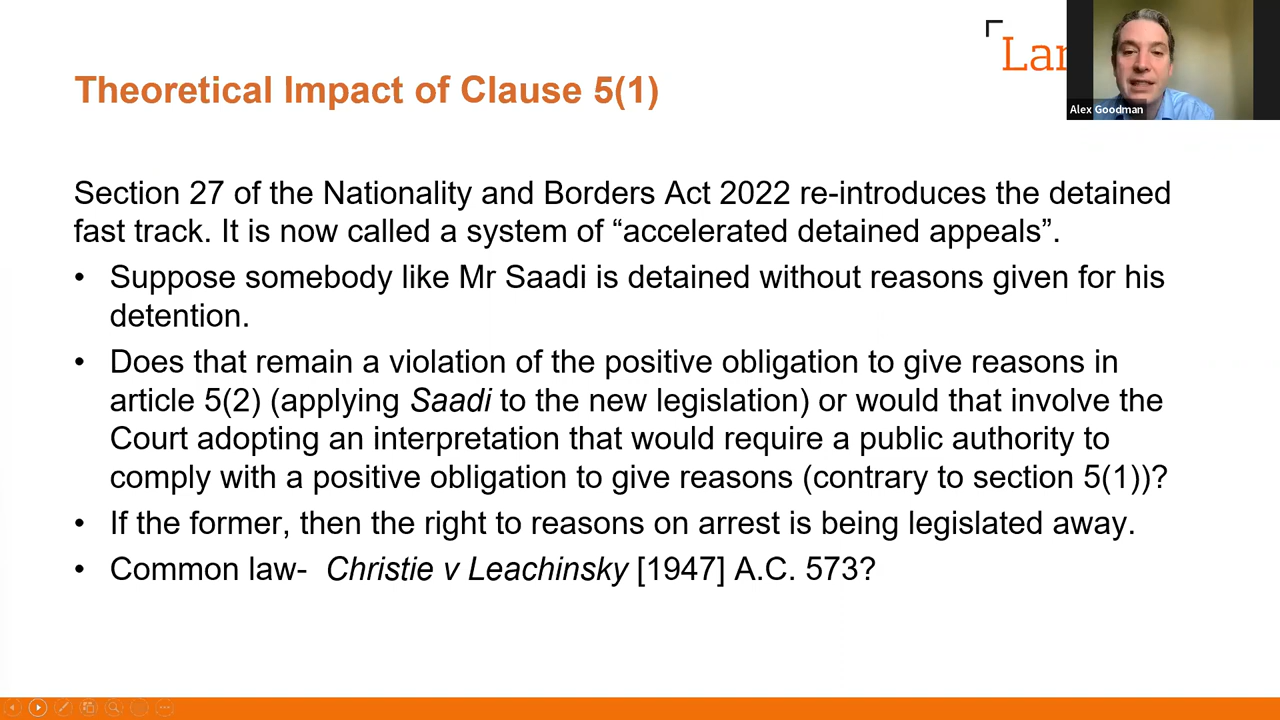 Theoretical Impact of Clause 5(1)
Lan
Alex Goodman
Section 27 of the Nationality and Borders Act 2022 re-introduces the detained
fast track. It is now called a system of “accelerated detained appeals”.
• Suppose somebody like Mr Saadi is detained without reasons given for his
detention.
• Does that remain a violation of the positive obligation to give reasons in
article 5(2) (applying Saadi to the new legislation) or would that involve the
Court adopting an interpretation that would require a public authority to
comply with a positive obligation to give reasons (contrary to section 5(1))?
• If the former, then the right to reasons on arrest is being legislated away.
• Common law- Christie v Leachinsky [1947] A.C. 573?